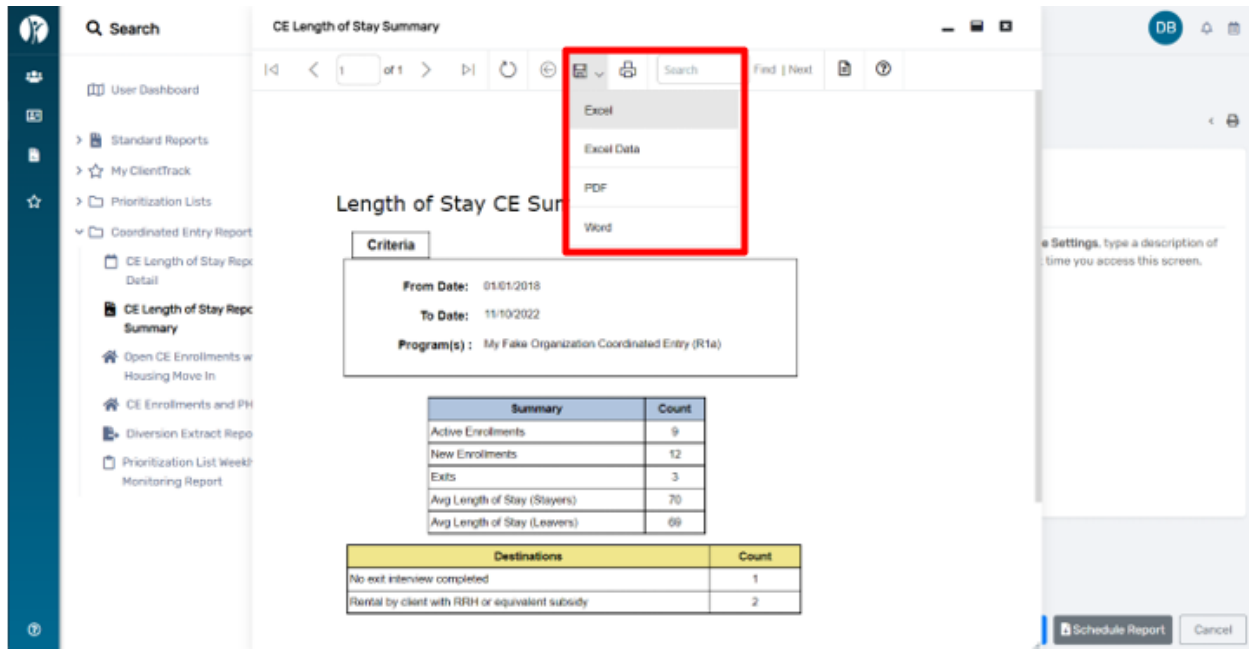 Search
User Dashboard
Standard Reports
My ClientTrack
Prioritization Lists
Coordinated Entry Report
CE Length of Stay Repo
Detail
CE Length of Stay Repo
Summary
Open CE Enrollments w
Housing Move In
CE Enrollments and PH
Diversion Extract Repo
Prioritization List Weekl
Monitoring Report
CE Length of Stay Summary
1 of 1
Search
Find | Next
Excel
Excel Data
PDF
Word
Length of Stay CE Sum
Criteria
From Date: 01/01/2018
To Date: 11/10/2022
Program(s) : My Fake Organization Coordinated Entry (R1a)
Summary Count
Active Enrollments 9
New Enrollments 12
Exits 3
Avg Length of Stay (Stayers) 70
Avg Length of Stay (Leavers) 69
Destinations Count
No exit interview completed 1
Rental by client with RRH or equivalent subsidy 2
DB
e Settings, type a description of
time you access this screen.
Schedule Report
Cancel